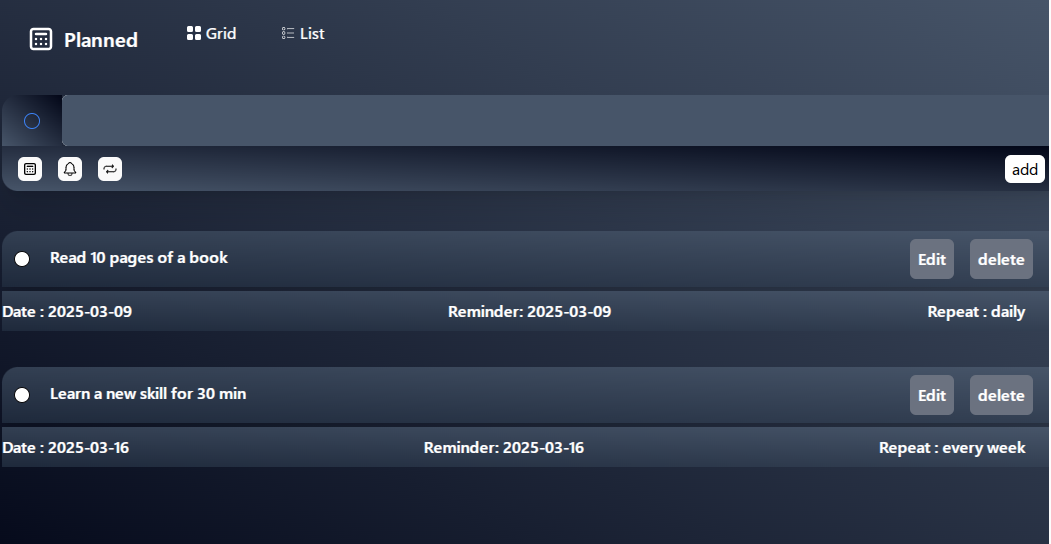 Planned Grid List
add
Read 10 pages of a book Edit delete
Date : 2025-03-09 Reminder: 2025-03-09 Repeat : daily
Learn a new skill for 30 min Edit delete
Date : 2025-03-16 Reminder: 2025-03-16 Repeat : every week